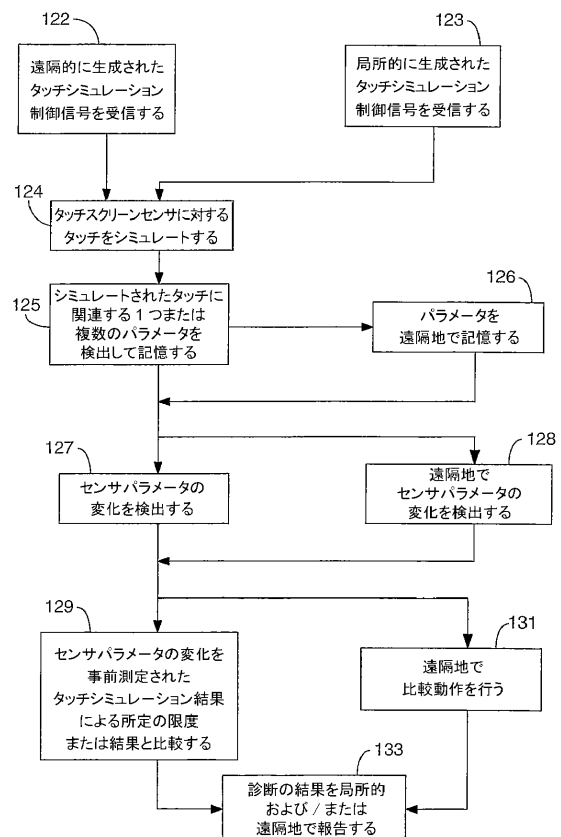 122
遠隔的に生成された
タッチシミュレーション
制御信号を受信する
123
局所的に生成された
タッチシミュレーション
制御信号を受信する
124
タッチスクリーンセンサに対する
タッチをシミュレートする
125
シミュレートされたタッチに
関連する1つまたは
複数のパラメータを
検出して記憶する
126
パラメータを
遠隔地で記憶する
127
センサパラメータの
変化を検出する
128
遠隔地で
センサパラメータの
変化を検出する
129
センサパラメータの変化を
事前測定された
タッチシミュレーション結果
による所定の限度
または結果と比較する
131
遠隔地で
比較動作を行う
133
診断の結果を局所的
および/または
遠隔地で報告する